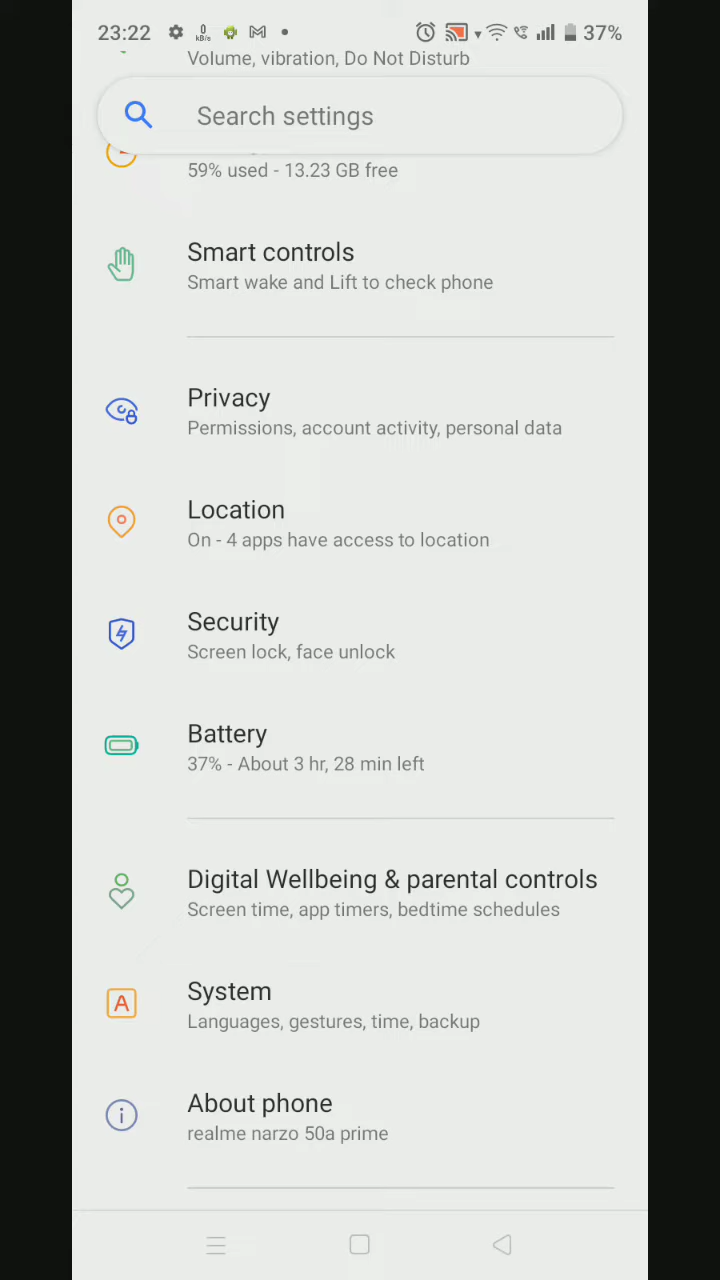 23:22
0
kB/s
37%
Volume, vibration, Do Not Disturb
Search settings
59% used - 13.23 GB free
Smart controls
Smart wake and Lift to check phone
Privacy
Permissions, account activity, personal data
Location
On - 4 apps have access to location
Security
Screen lock, face unlock
Battery
37% - About 3 hr, 28 min left
Digital Wellbeing & parental controls
Screen time, app timers, bedtime schedules
A
System
Languages, gestures, time, backup
About phone
realme narzo 50a prime